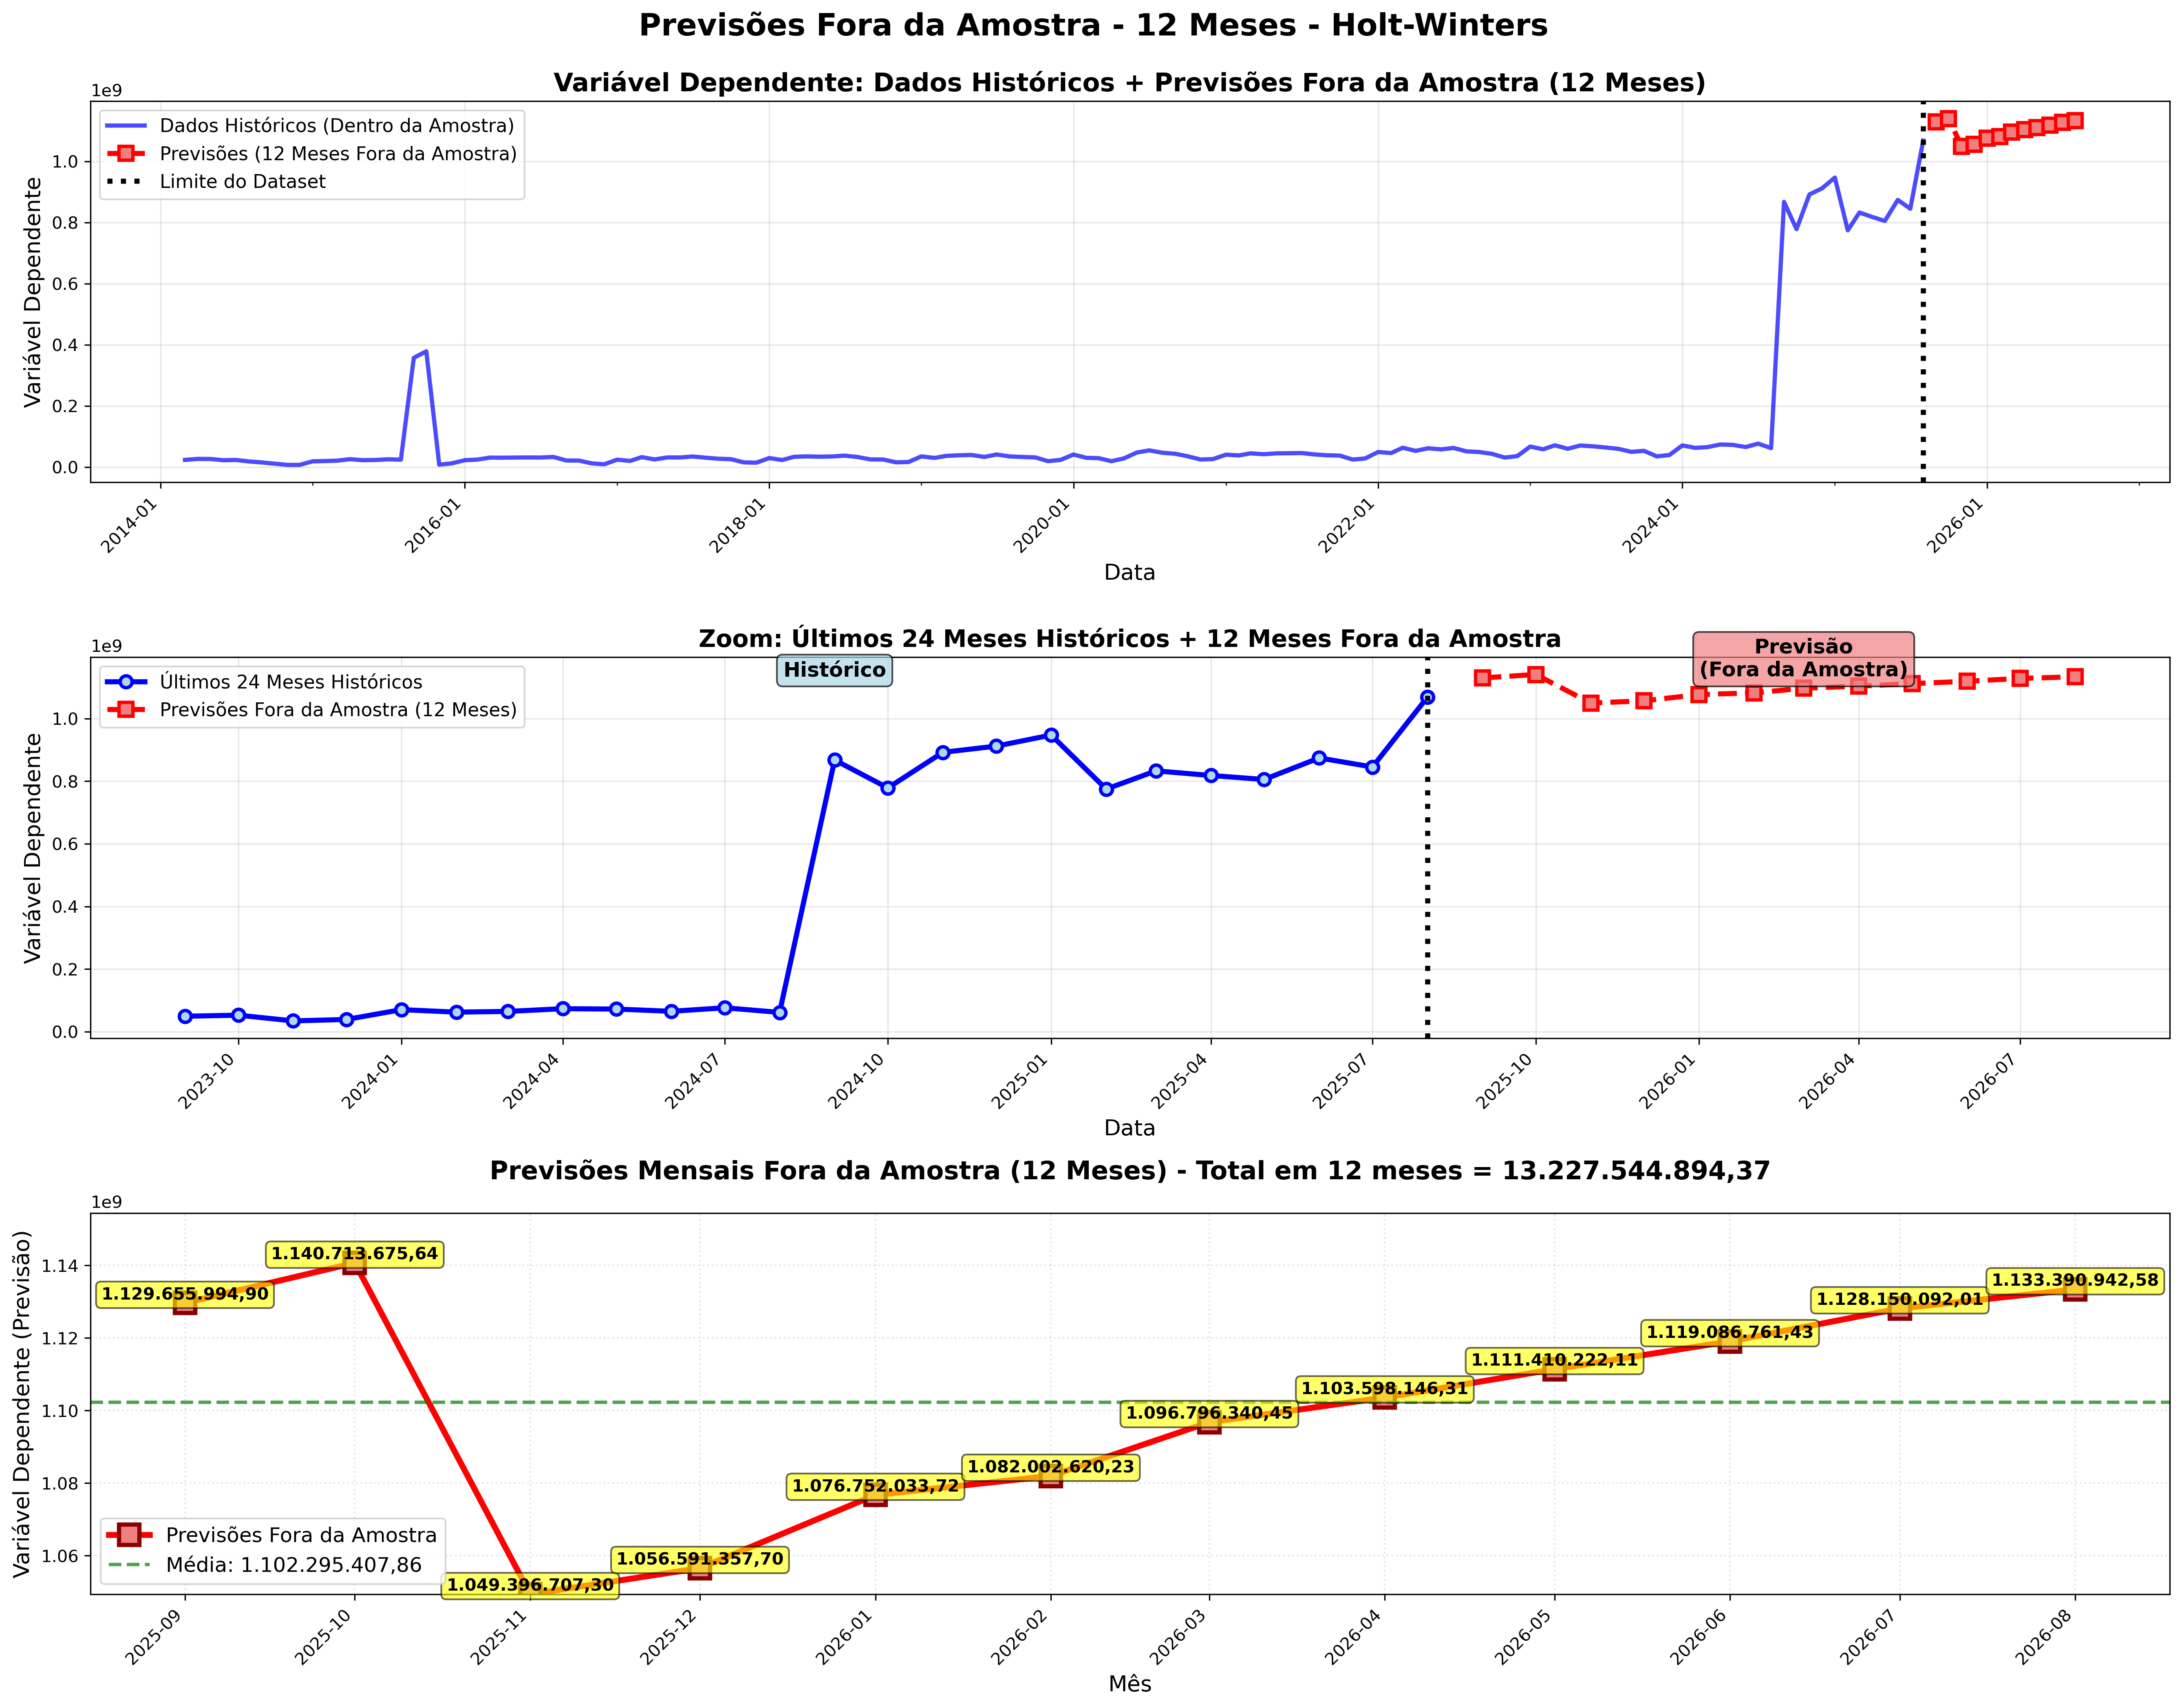 Previsões Fora da Amostra - 12 Meses - Holt-Winters
Variável Dependente: Dados Históricos + Previsões Fora da Amostra (12 Meses)
1e9
Dados Históricos (Dentro da Amostra)
Previsões (12 Meses Fora da Amostra)
Limite do Dataset
Variável Dependente
1.0
0.8
0.6
0.4
0.2
0.0
2014-01
2016-01
2018-01
2020-01
2022-01
2024-01
2026-01
Data
Zoom: Últimos 24 Meses Históricos + 12 Meses Fora da Amostra
1e9
Últimos 24 Meses Históricos
Previsões Fora da Amostra (12 Meses)
Histórico
Previsão
(Fora da Amostra)
Variável Dependente
1.0
0.8
0.6
0.4
0.2
0.0
2023-10
2024-01
2024-04
2024-07
2024-10
2025-01
2025-04
2025-07
2025-10
2026-01
2026-04
2026-07
Data
Previsões Mensais Fora da Amostra (12 Meses) - Total em 12 meses = 13.227.544.894,37
1e9
Variável Dependente (Previsão)
1.14
1.12
1.10
1.08
1.06
1.129.655.994,90
1.140.713.675,64
1.049.396.707,30
1.056.591.357,70
1.076.752.033,72
1.082.002.620,23
1.096.796.340,45
1.103.598.146,31
1.111.410.222,11
1.119.086.761,43
1.128.150.092,01
1.133.390.942,58
Previsões Fora da Amostra
Média: 1.102.295.407,86
2025-09
2025-10
2025-11
2025-12
2026-01
2026-02
2026-03
2026-04
2026-05
2026-06
2026-07
2026-08
Mês